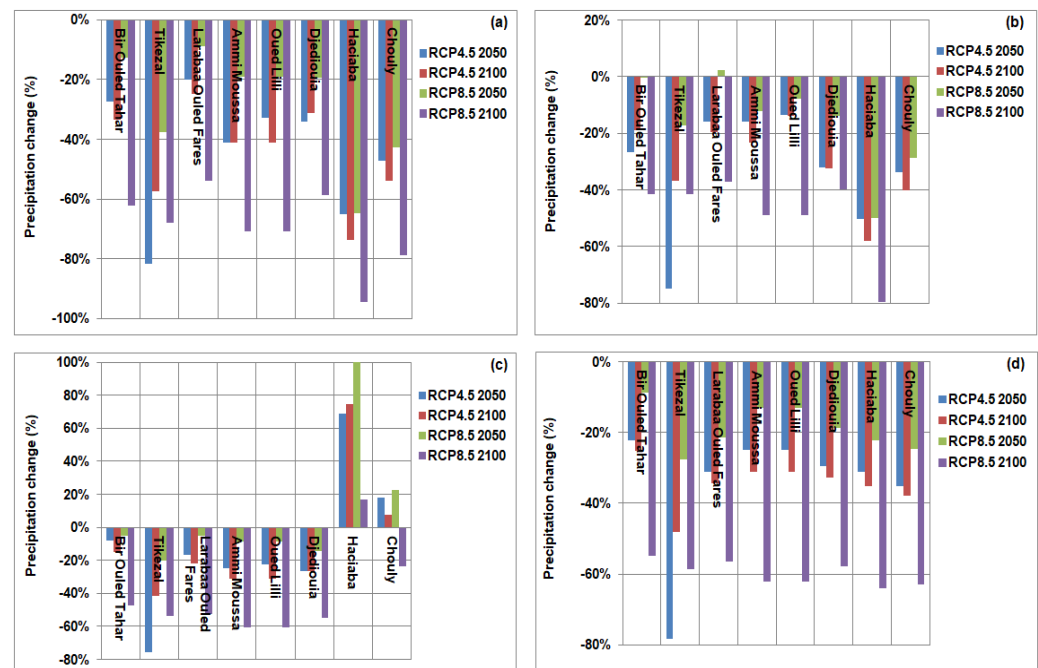 (a)
Precipitation change (%)
0%
-20%
-40%
-60%
-80%
-100%
Bir Ouled Tahar
Tikezal
Larabaa Ouled Fares
Ammi Moussa
Oued Lilli
Djediouia
Haciaba
Chouly
RCP4.5 2050
RCP4.5 2100
RCP8.5 2050
RCP8.5 2100
(b)
Precipitation change (%)
20%
0%
-20%
-40%
-60%
-80%
Bir Ouled Tahar
Tikezal
Larabaa Ouled Fares
Ammi Moussa
Oued Lilli
Djediouia
Haciaba
Chouly
RCP4.5 2050
RCP4.5 2100
RCP8.5 2050
RCP8.5 2100
(c)
Precipitation change (%)
100%
80%
60%
40%
20%
0%
-20%
-40%
-60%
-80%
Bir Ouled Tahar
Tikezal
Larabaa Ouled
Fares
Ammi Moussa
Oued Lilli
Djediouia
Haciaba
Chouly
RCP4.5 2050
RCP4.5 2100
RCP8.5 2050
RCP8.5 2100
(d)
Precipitation change (%)
0%
-20%
-40%
-60%
-80%
Bir Ouled Tahar
Tikezal
Larabaa Ouled Fares
Ammi Moussa
Oued Lilli
Djediouia
Haciaba
Chouly
RCP4.5 2050
RCP4.5 2100
RCP8.5 2050
RCP8.5 2100